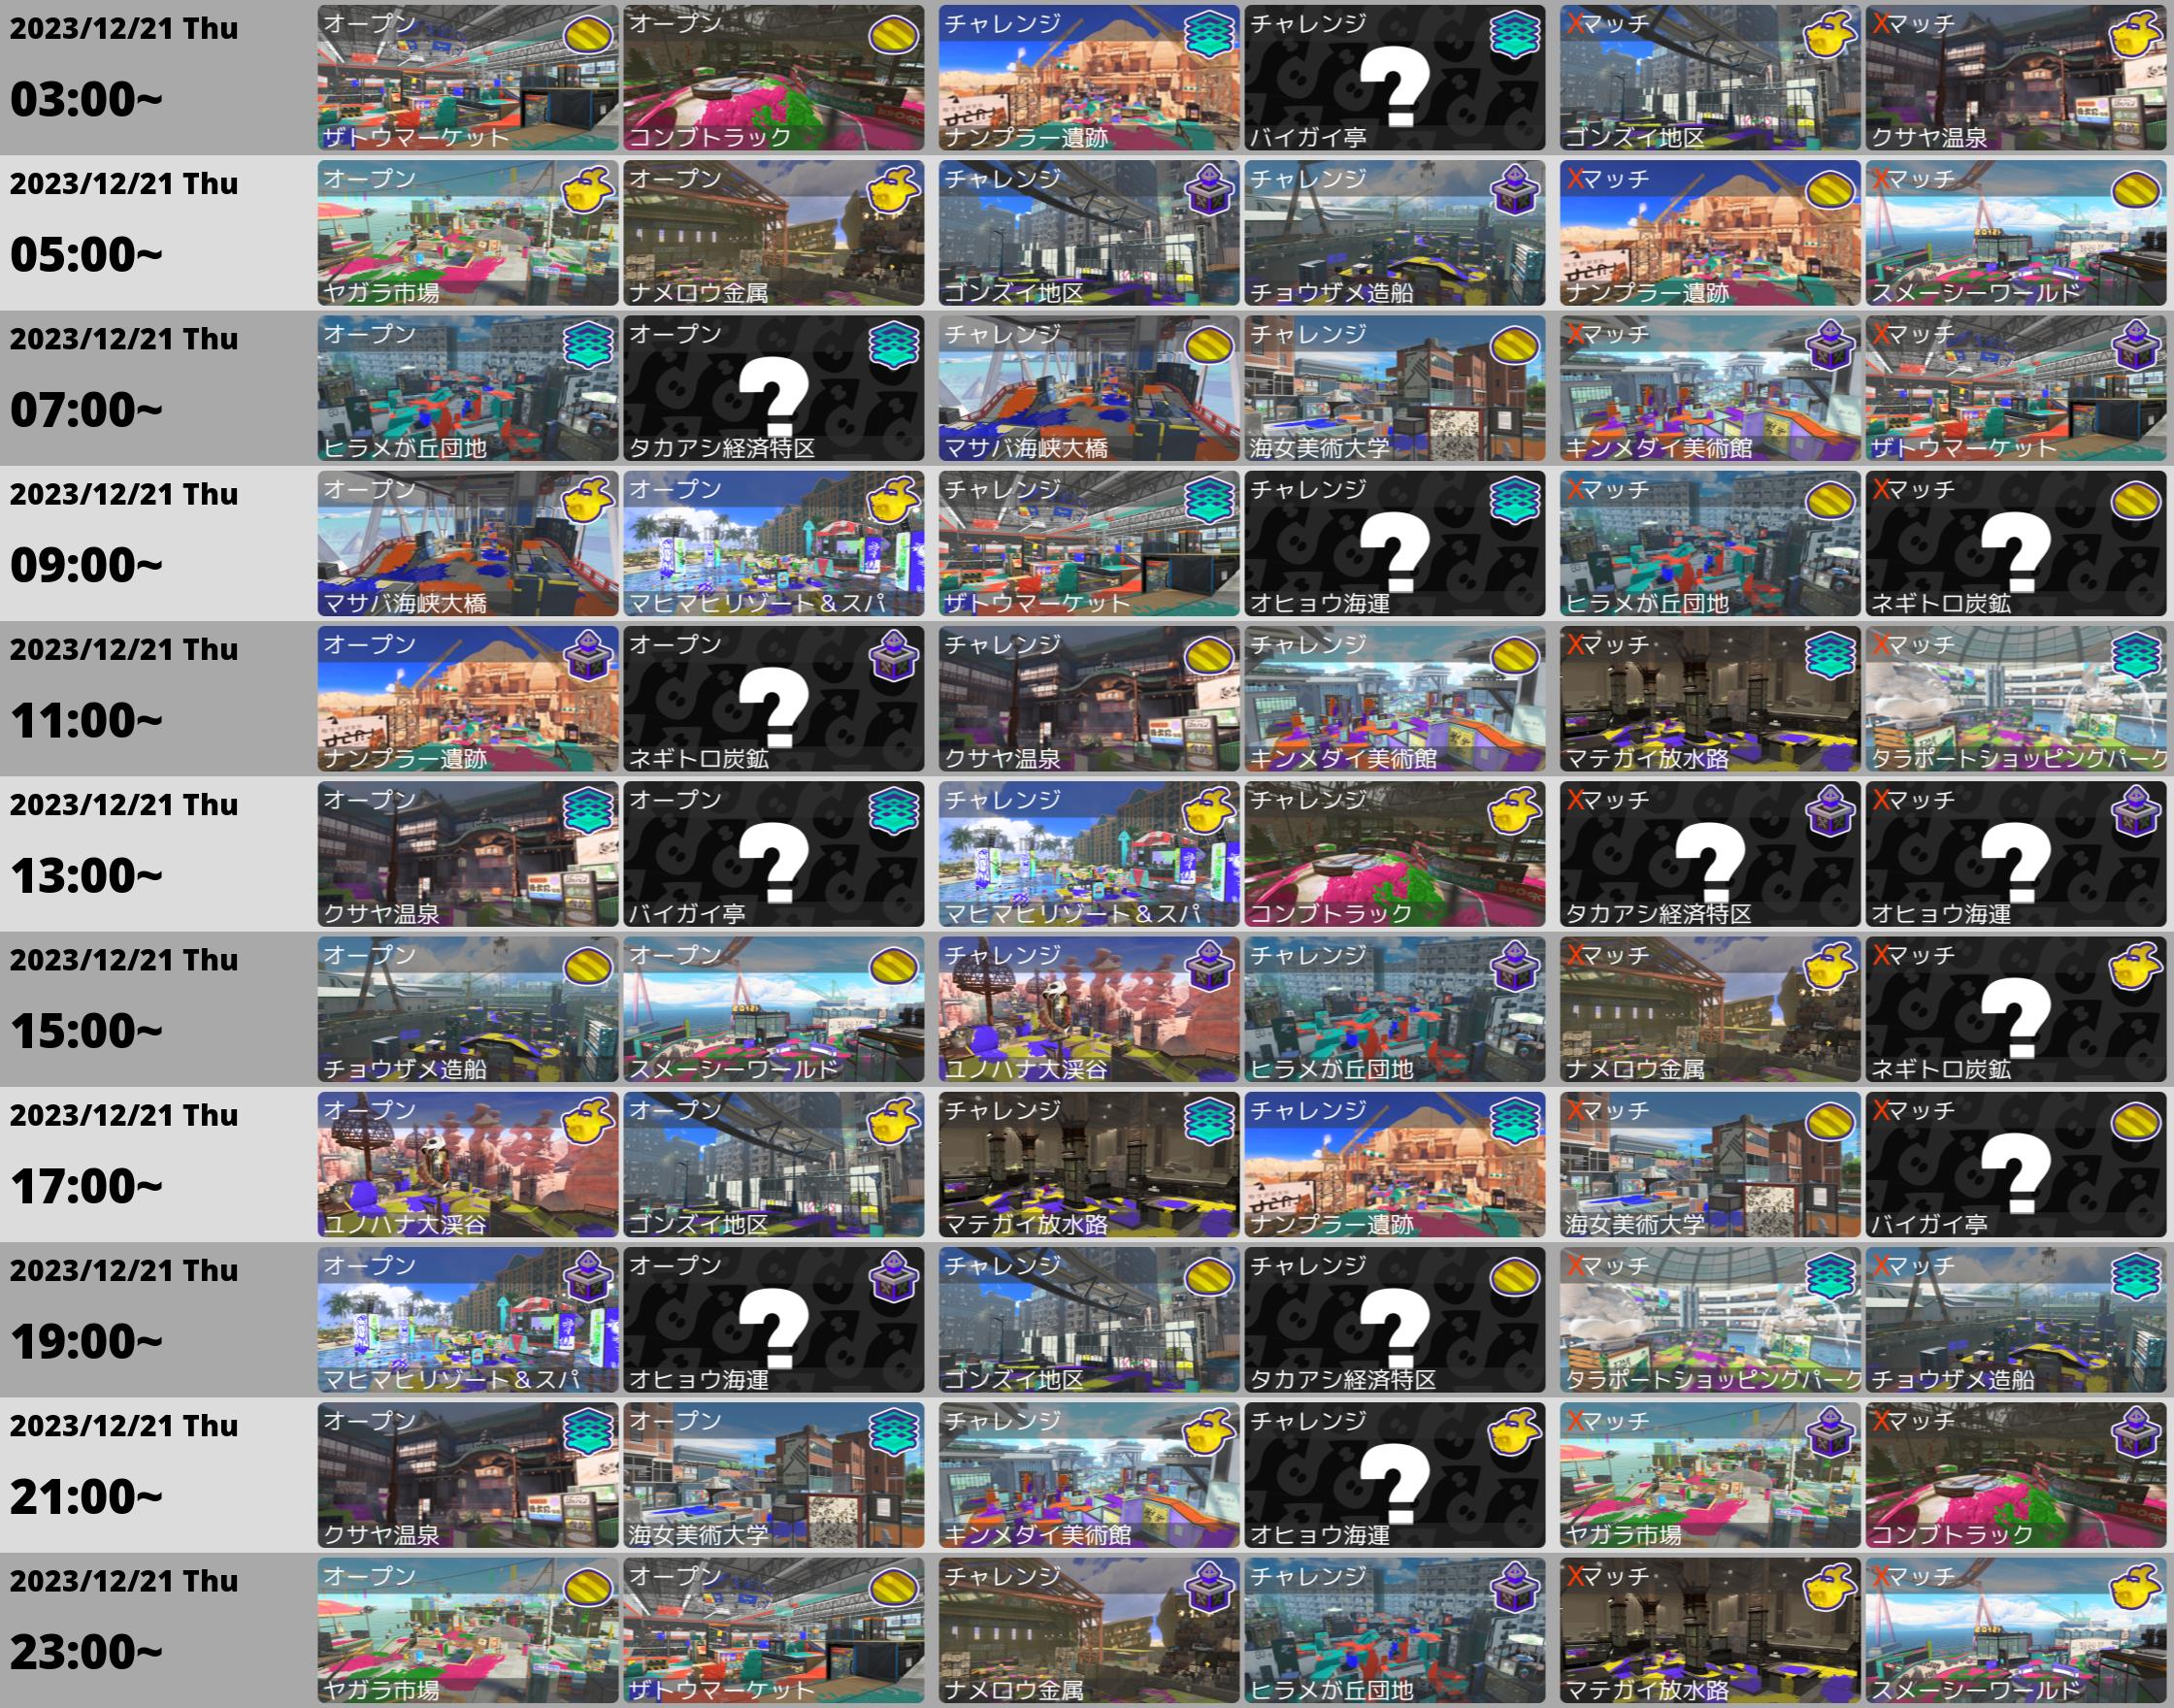 2023/12/21 Thu
03:00~
オープン
ザトウマーケット
オープン
コンブトラック
チャレンジ
ナンプラー遺跡
チャレンジ
?
バイガイ亭
Xマッチ
ゴンズイ地区
Xマッチ
クサヤ温泉
2023/12/21 Thu
05:00~
オープン
ヤガラ市場
オープン
ナメロウ金属
チャレンジ
ゴンズイ地区
チャレンジ
チョウザメ造船
Xマッチ
ナンプラー遺跡
Xマッチ
スメーシーワールド
2023/12/21 Thu
07:00~
オープン
ヒラメが丘団地
オープン
?
タカアシ経済特区
チャレンジ
マサバ海峡大橋
チャレンジ
海女美術大学
Xマッチ
キンメダイ美術館
Xマッチ
ザトウマーケット
2023/12/21 Thu
09:00~
オープン
マサバ海峡大橋
オープン
マヒマヒリゾート&スパ
チャレンジ
ザトウマーケット
チャレンジ
?
オヒョウ海運
Xマッチ
ヒラメが丘団地
Xマッチ
?
ネギトロ炭鉱
2023/12/21 Thu
11:00~
オープン
ナンプラー遺跡
オープン
?
ネギトロ炭鉱
チャレンジ
クサヤ温泉
チャレンジ
キンメダイ美術館
Xマッチ
マテガイ放水路
Xマッチ
タラポートショッピングパーク
2023/12/21 Thu
13:00~
オープン
クサヤ温泉
オープン
?
バイガイ亭
チャレンジ
マヒマヒリゾート&スパ
チャレンジ
コンブトラック
Xマッチ
?
タカアシ経済特区
Xマッチ
?
オヒョウ海運
2023/12/21 Thu
15:00~
オープン
チョウザメ造船
オープン
スメーシーワールド
チャレンジ
ユノハナ大渓谷
チャレンジ
ヒラメが丘団地
Xマッチ
ナメロウ金属
Xマッチ
?
ネギトロ炭鉱
2023/12/21 Thu
17:00~
オープン
ユノハナ大渓谷
オープン
ゴンズイ地区
チャレンジ
マテガイ放水路
チャレンジ
ナンプラー遺跡
Xマッチ
海女美術大学
Xマッチ
?
バイガイ亭
2023/12/21 Thu
19:00~
オープン
マヒマヒリゾート&スパ
オープン
?
オヒョウ海運
チャレンジ
ゴンズイ地区
チャレンジ
?
タカアシ経済特区
Xマッチ
タラポートショッピングパーク
Xマッチ
チョウザメ造船
2023/12/21 Thu
21:00~
オープン
クサヤ温泉
オープン
海女美術大学
チャレンジ
キンメダイ美術館
チャレンジ
?
オヒョウ海運
Xマッチ
ヤガラ市場
Xマッチ
コンブトラック
2023/12/21 Thu
23:00~
オープン
ヤガラ市場
オープン
ザトウマーケット
チャレンジ
ナメロウ金属
チャレンジ
ヒラメが丘団地
Xマッチ
マテガイ放水路
Xマッチ
スメーシーワールド